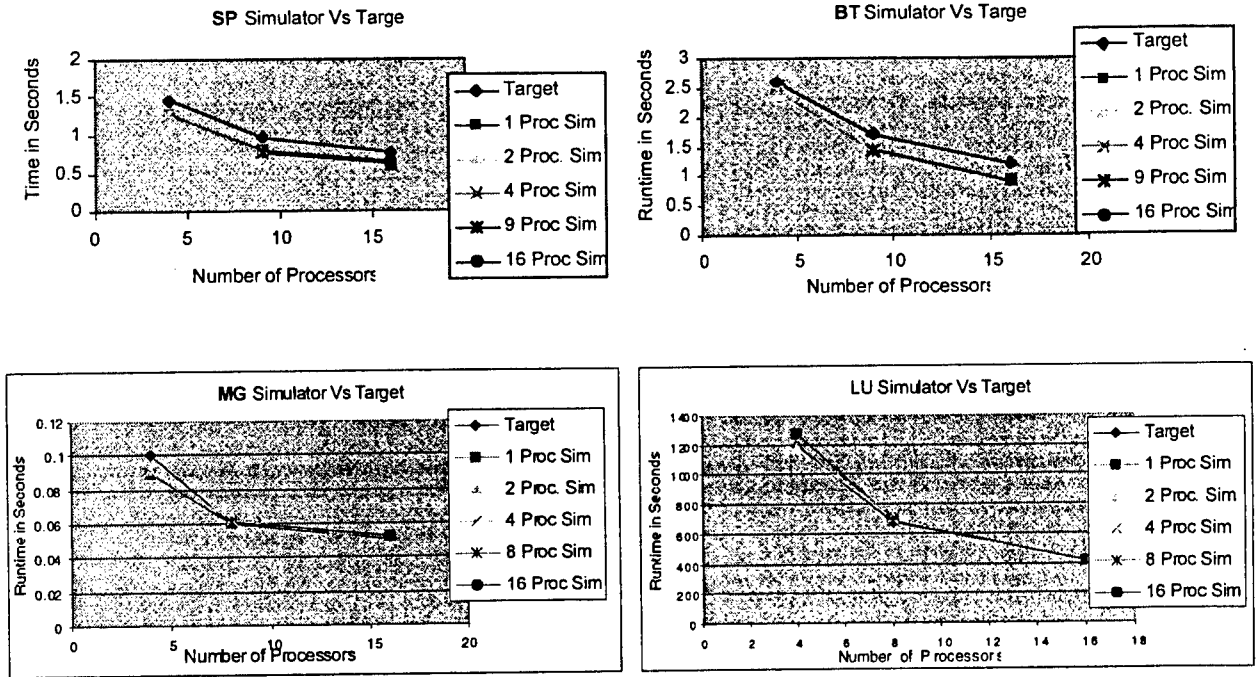 SP Simulator Vs Targe
Time in Seconds
2
1.5
1
0.5
0
0
5
10
15
Number of Processors
Target
1 Proc Sim
2 Proc. Sim
4 Proc Sim
9 Proc Sim
16 Proc Sim
BT Simulator Vs Targe
Runtime in Seconds
3
2.5
2
1.5
1
0.5
0
0
5
10
15
20
Number of Processors
Target
1 Proc Sim
2 Proc Sim
4 Proc Sim
9 Proc Sim
16 Proc Sim
MG Simulator Vs Target
Runtime in Seconds
0.12
0.1
0.08
0.06
0.04
0.02
0
0
5
10
15
20
Number of Processors
Target
1 Proc Sim
2 Proc. Sim
4 Proc Sim
8 Proc Sim
16 Proc Sim
LU Simulator Vs Target
Runtime in Seconds
1400
1200
1000
800
600
400
200
0
0
2
4
6
8
10
12
14
16
18
Number of Processors
Target
1 Proc Sim
2 Proc. Sim
4 Proc Sim
8 Proc Sim
16 Proc Sim